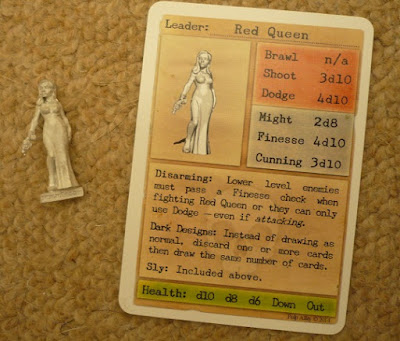 Leader: Red Queen
Brawl n/a
Shoot 3d10
Dodge 4d10
Might 2d8
Finesse 4d10
Cunning 3d10
Disarming: Lower level enemies
must pass a Finesse check when
fighting Red Queen or they can only
use Dodge — even if attacking.
Dark Designs: Instead of drawing as
normal, discard one or more cards
then draw the same number of cards.
Sly: Included above.
Health: d10 d8 d6 Down Out
Pulp Alley